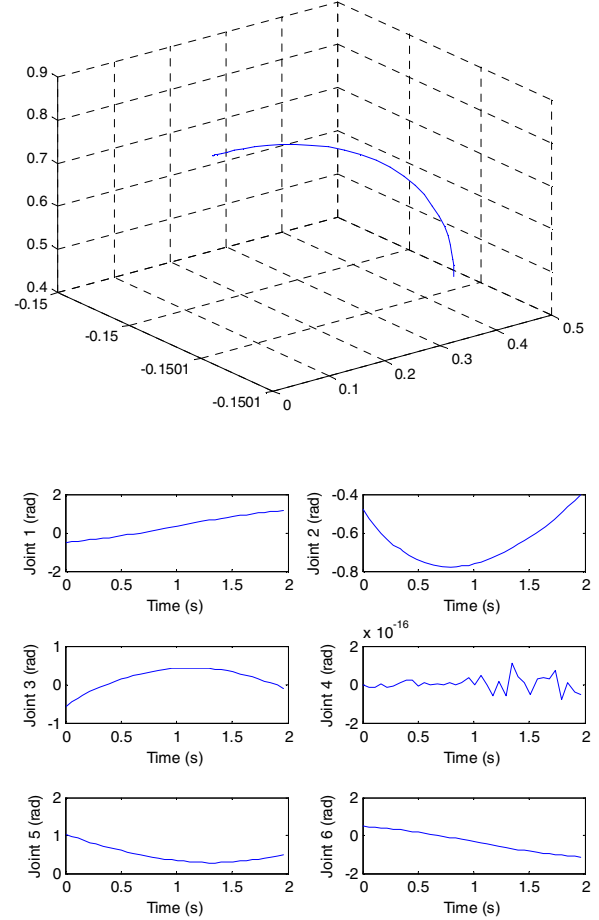 0.9
0.8
0.7
0.6
0.5
0.4
-0.15
-0.15
-0.1501
-0.1501
0
0.1
0.2
0.3
0.4
0.5
2
0
-2
Joint 1 (rad)
0 0.5 1 1.5 2
Time (s)
-0.4
-0.6
-0.8
Joint 2 (rad)
0 0.5 1 1.5 2
Time (s)
1
0
-1
Joint 3 (rad)
0 0.5 1 1.5 2
Time (s)
x 10-16
2
0
-2
Joint 4 (rad)
0 0.5 1 1.5 2
Time (s)
2
1
0
Joint 5 (rad)
0 0.5 1 1.5 2
Time (s)
2
0
-2
Joint 6 (rad)
0 0.5 1 1.5 2
Time (s)